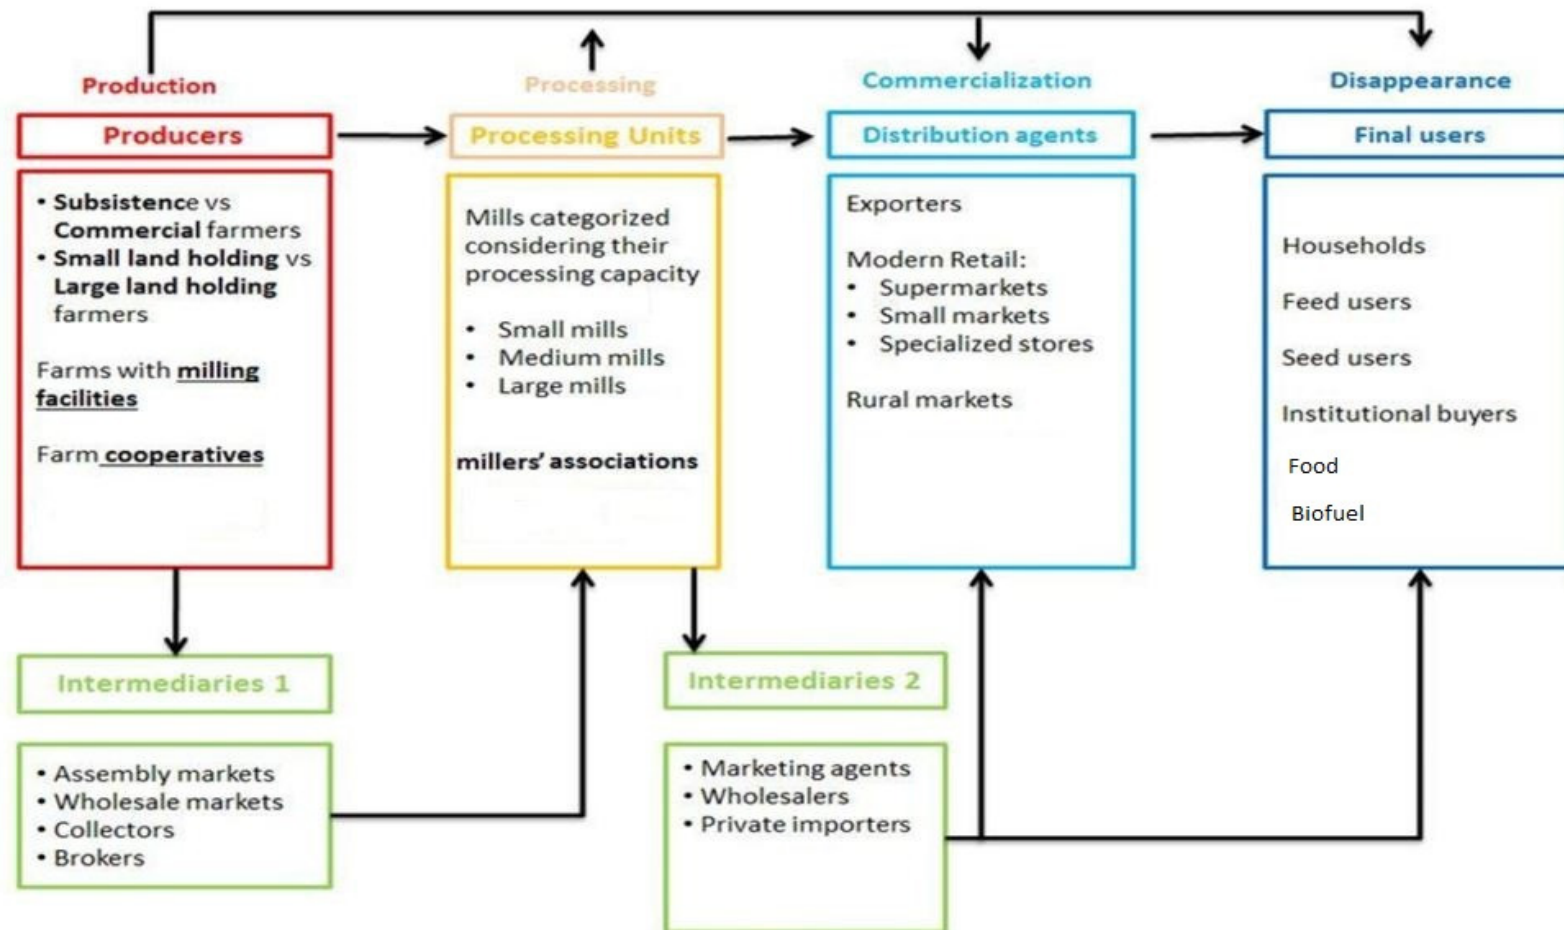 Production
Processing
Commercialization
Disappearance
Producers
Processing Units
Distribution agents
Final users
• Subsistence vs
Commercial farmers
• Small land holding vs
Large land holding
farmers
Farms with milling
facilities
Farm cooperatives
Mills categorized
considering their
processing capacity
• Small mills
• Medium mills
• Large mills
millers' associations
Exporters
Modern Retail:
• Supermarkets
• Small markets
• Specialized stores
Rural markets
Households
Feed users
Seed users
Institutional buyers
Food
Biofuel
Intermediaries 1
• Assembly markets
• Wholesale markets
• Collectors
• Brokers
Intermediaries 2
• Marketing agents
• Wholesalers
• Private importers